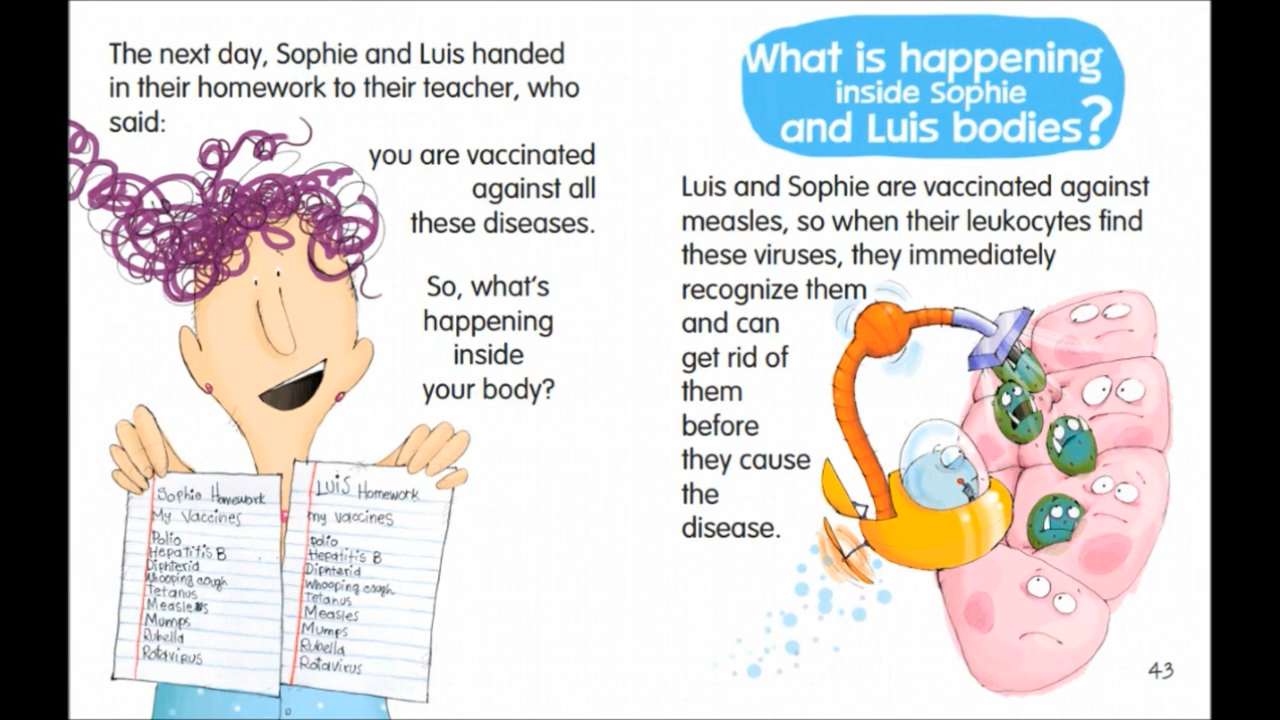 The next day, Sophie and Luis handed
in their homework to their teacher, who
said:
you are vaccinated
against all
these diseases.
So, what's
happening
inside
your body?
Sophie Homework
My Vaccines
Polio
Hepatitis B
Diphteria
Whooping cough
Tetanus
Measles
Mumps
Rubella
Rotavirus
LUIS Homework
my vaccines
polio
Hepatitis B
Diphteria
Whooping cough
Tetanus
Measles
Mumps
Rubella
Rotavirus
What is happening
inside Sophie
and Luis bodies?
Luis and Sophie are vaccinated against
measles, so when their leukocytes find
these viruses, they immediately
recognize them
and can
get rid of
them
before
they cause
the
disease.
43